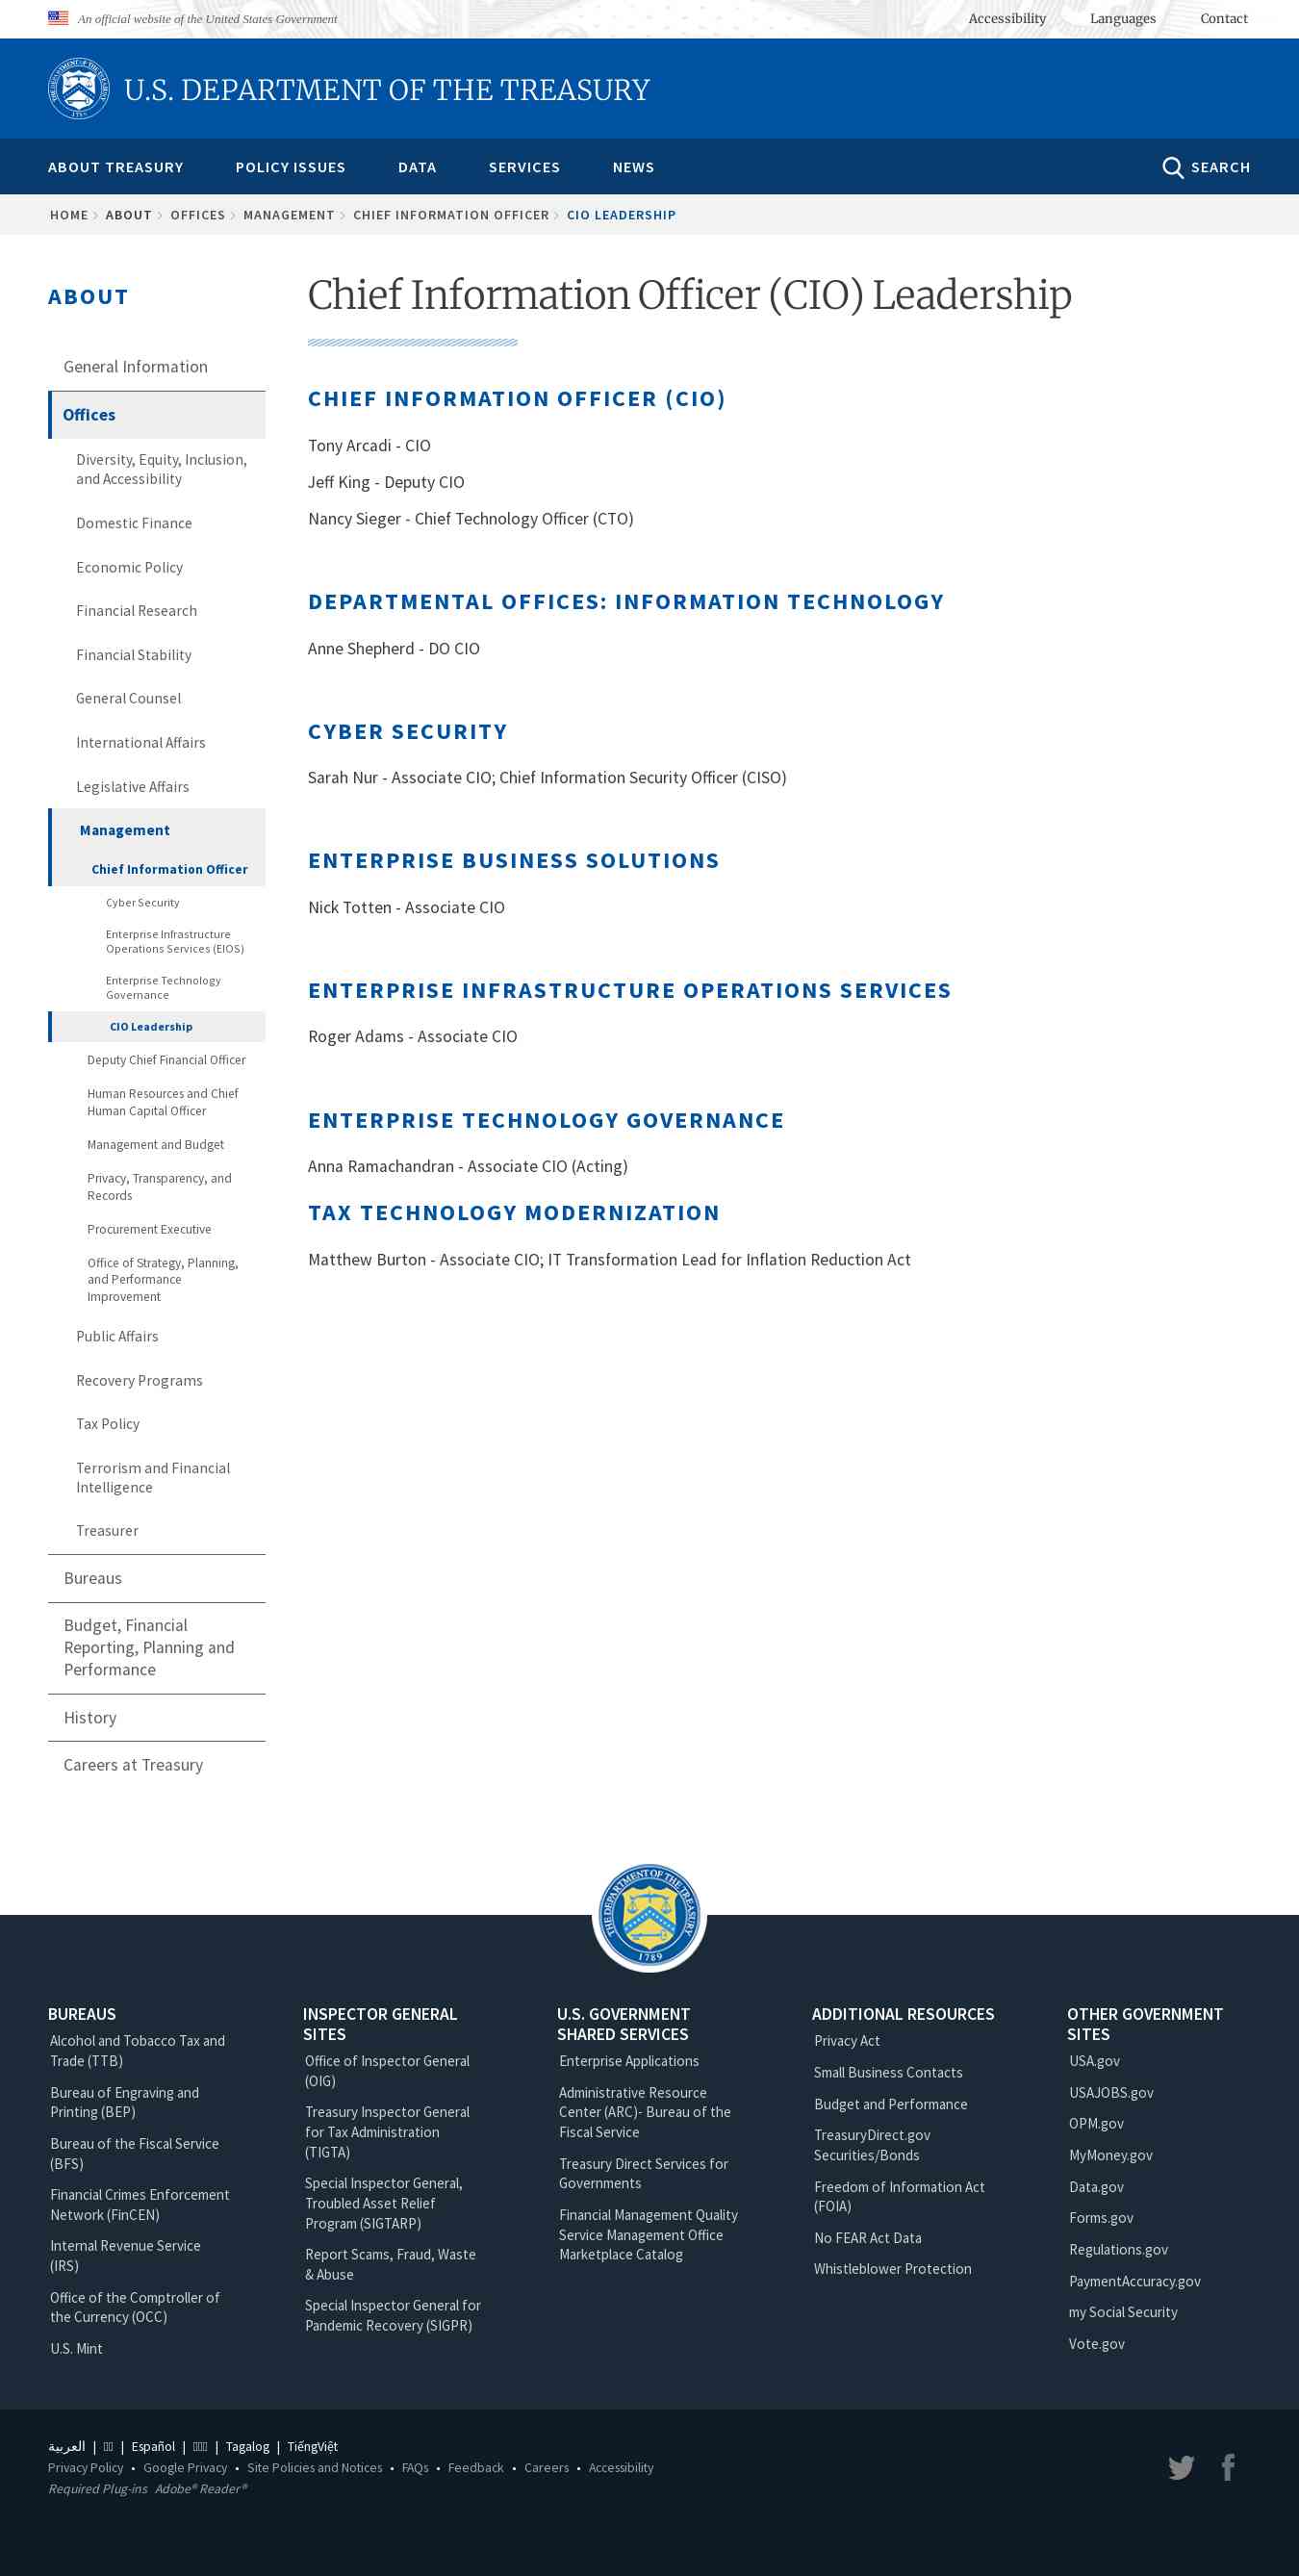 An official website of the United States Government
Accessibility Languages Contact
U.S. DEPARTMENT OF THE TREASURY
ABOUT TREASURY POLICY ISSUES DATA SERVICES NEWS SEARCH
HOME ABOUT OFFICES MANAGEMENT CHIEF INFORMATION OFFICER CIO LEADERSHIP
ABOUT
General Information
Offices
Diversity, Equity, Inclusion,
and Accessibility
Domestic Finance
Economic Policy
Financial Research
Financial Stability
General Counsel
International Affairs
Legislative Affairs
Management
Chief Information Officer
Cyber Security
Enterprise Infrastructure
Operations Services (EIOS)
Enterprise Technology
Governance
CIO Leadership
Deputy Chief Financial Officer
Human Resources and Chief
Human Capital Officer
Management and Budget
Privacy, Transparency, and
Records
Procurement Executive
Office of Strategy, Planning,
and Performance
Improvement
Public Affairs
Recovery Programs
Tax Policy
Terrorism and Financial
Intelligence
Treasurer
Bureaus
Budget, Financial
Reporting, Planning and
Performance
History
Careers at Treasury
Chief Information Officer (CIO) Leadership
CHIEF INFORMATION OFFICER (CIO)
Tony Arcadi - CIO
Jeff King - Deputy CIO
Nancy Sieger - Chief Technology Officer (CTO)
DEPARTMENTAL OFFICES: INFORMATION TECHNOLOGY
Anne Shepherd - DO CIO
CYBER SECURITY
Sarah Nur - Associate CIO; Chief Information Security Officer (CISO)
ENTERPRISE BUSINESS SOLUTIONS
Nick Totten - Associate CIO
ENTERPRISE INFRASTRUCTURE OPERATIONS SERVICES
Roger Adams - Associate CIO
ENTERPRISE TECHNOLOGY GOVERNANCE
Anna Ramachandran - Associate CIO (Acting)
TAX TECHNOLOGY MODERNIZATION
Matthew Burton - Associate CIO; IT Transformation Lead for Inflation Reduction Act
THE DEPARTMENT OF THE TREASURY
1789
BUREAUS
Alcohol and Tobacco Tax and
Trade (TTB)
Bureau of Engraving and
Printing (BEP)
Bureau of the Fiscal Service
(BFS)
Financial Crimes Enforcement
Network (FinCEN)
Internal Revenue Service
(IRS)
Office of the Comptroller of
the Currency (OCC)
U.S. Mint
INSPECTOR GENERAL
SITES
Office of Inspector General
(OIG)
Treasury Inspector General
for Tax Administration
(TIGTA)
Special Inspector General,
Troubled Asset Relief
Program (SIGTARP)
Report Scams, Fraud, Waste
& Abuse
Special Inspector General for
Pandemic Recovery (SIGPR)
U.S. GOVERNMENT
SHARED SERVICES
Enterprise Applications
Administrative Resource
Center (ARC)- Bureau of the
Fiscal Service
Treasury Direct Services for
Governments
Financial Management Quality
Service Management Office
Marketplace Catalog
ADDITIONAL RESOURCES
Privacy Act
Small Business Contacts
Budget and Performance
TreasuryDirect.gov
Securities/Bonds
Freedom of Information Act
(FOIA)
No FEAR Act Data
Whistleblower Protection
OTHER GOVERNMENT
SITES
USA.gov
USAJOBS.gov
OPM.gov
MyMoney.gov
Data.gov
Forms.gov
Regulations.gov
PaymentAccuracy.gov
my Social Security
Vote.gov
العربية | | Español | | Tagalog | TiếngViệt
Privacy Policy • Google Privacy • Site Policies and Notices • FAQs • Feedback • Careers • Accessibility
Required Plug-ins Adobe® Reader®